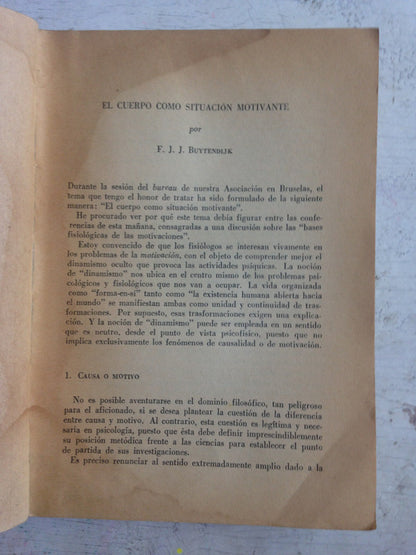 EL CUERPO COMO SITUACIÓN MOTIVANTE
por
F. J. J. BUYTENDIJK
Durante la sesión del bureau de nuestra Asociación en Bruselas, el
tema que tengo el honor de tratar ha sido formulado de la siguiente
manera: "El cuerpo como situación motivante".
He procurado ver por qué este tema debía figurar entre las confe-
rencias de esta mañana, consagradas a una discusión sobre las "bases
fisiológicas de las motivaciones".
Estoy convencido de que los fisiólogos se interesan vivamente en
los problemas de la motivación, con el objeto de comprender mejor el
dinamismo oculto que provoca las actividades psíquicas. La noción
de "dinamismo" nos ubica en el centro mismo de los problemas psi-
cológicos y fisiológicos que nos van a ocupar. La vida organizada
como "forma-en-sí" tanto como "la existencia humana abierta hacia
el mundo" se manifiestan ambas como unidad y continuidad de tras-
formaciones. Por supuesto, esas trasformaciones exigen una explica-
ción. Y la noción de "dinamismo" puede ser empleada en un sentido
que es neutro, desde el punto de vista psicofísico, puesto que no
implica exclusivamente los fenómenos de causalidad o de motivación.
1. CAUSA O MOTIVO
No es posible aventurarse en el dominio filosófico, tan peligroso
para el aficionado, si se desea plantear la cuestión de la diferencia
entre causa y motivo. Al contrario, esta cuestión es legítima y nece-
saria en psicología, puesto que ésta debe definir imprescindiblemente
su posición metódica frente a las ciencias para establecer el punto
de partida de sus investigaciones.
Es preciso renunciar al sentido extremadamente amplio dado a la